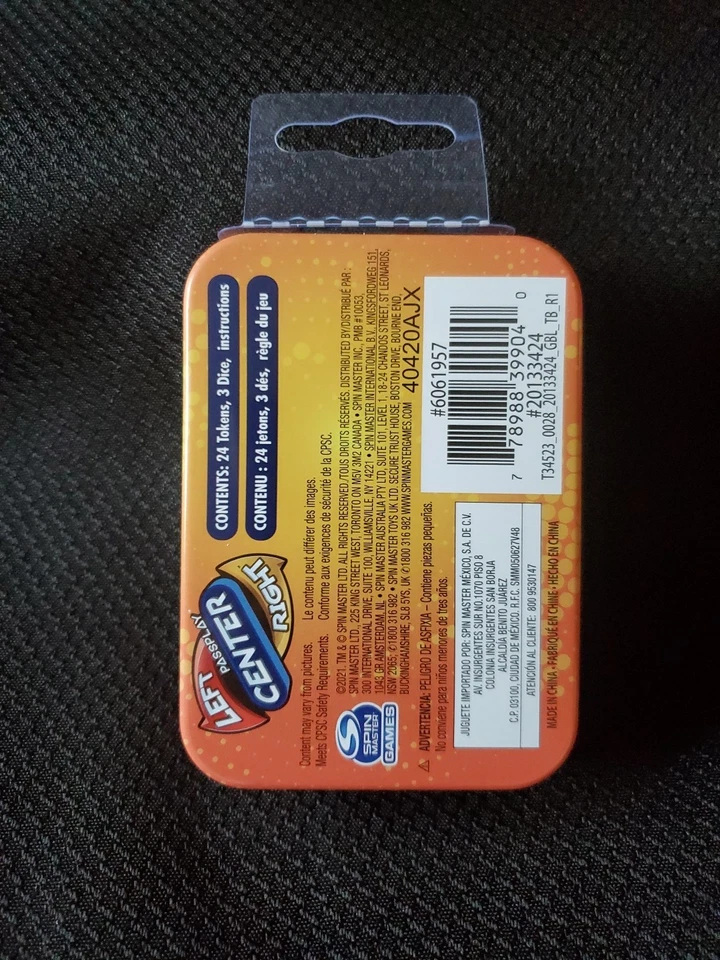 LEFT
PASSPLAY
CENTER
RIGHT
CONTENTS: 24 Tokens, 3 Dice, instructions
CONTENU : 24 jetons, 3 dés, règle du jeu
Content may vary from pictures. Le contenu peut différer des images.
Meets CPSC Safety Requirements. Conforme aux exigences de sécurité de la CPSC.
SPIN
MASTER
GAMES
©2021. TM & © SPIN MASTER LTD. ALL RIGHTS RESERVED./TOUS DROITS RÉSERVÉS. DISTRIBUTED BY/DISTRIBUÉ PAR :
SPIN MASTER LTD., 225 KING STREET WEST, TORONTO ON M5V 3M2 CANADA • SPIN MASTER INC., PMB #10053,
300 INTERNATIONAL DRIVE, SUITE 100, WILLIAMSVILLE, NY 14221 • SPIN MASTER INTERNATIONAL B.V., KINGSFORDWEG 151,
1043 GR AMSTERDAM, NL • SPIN MASTER AUSTRALIA PTY LTD, SUITE 101, LEVEL 1, 18-24 CHANDOS STREET, ST LEONARDS,
NSW 2065; ✆1800 316 982 • SPIN MASTER TOYS UK LTD. SECURE TRUST HOUSE, BOSTON DRIVE, BOURNE END,
BUCKINGHAMSHIRE, SL8 5YS, UK ✆1800 316 982 WWW.SPINMASTERGAMES.COM
40420AJX
⚠ ADVERTENCIA: PELIGRO DE ASFIXIA – Contiene piezas pequeñas.
No conviene para niños menores de tres años.
#6061957
7 78988 39904 0
#20133424
T34523_0028_20133424_GBL_TB_R1
JUGUETE IMPORTADO POR: SPIN MASTER MÉXICO, S.A. DE C.V.
AV. INSURGENTES SUR NO.1079 PISO 8
COLONIA INSURGENTES SAN BORJA
ALCALDÍA BENITO JUÁREZ
C.P. 03100, CIUDAD DE MÉXICO. R.F.C. SMM050627V48
ATENCIÓN AL CLIENTE: 800 9530147
MADE IN CHINA • FABRIQUÉ EN CHINE • HECHO EN CHINA